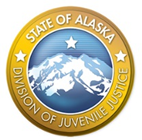 STATE OF ALASKA
DIVISION OF JUVENILE JUSTICE